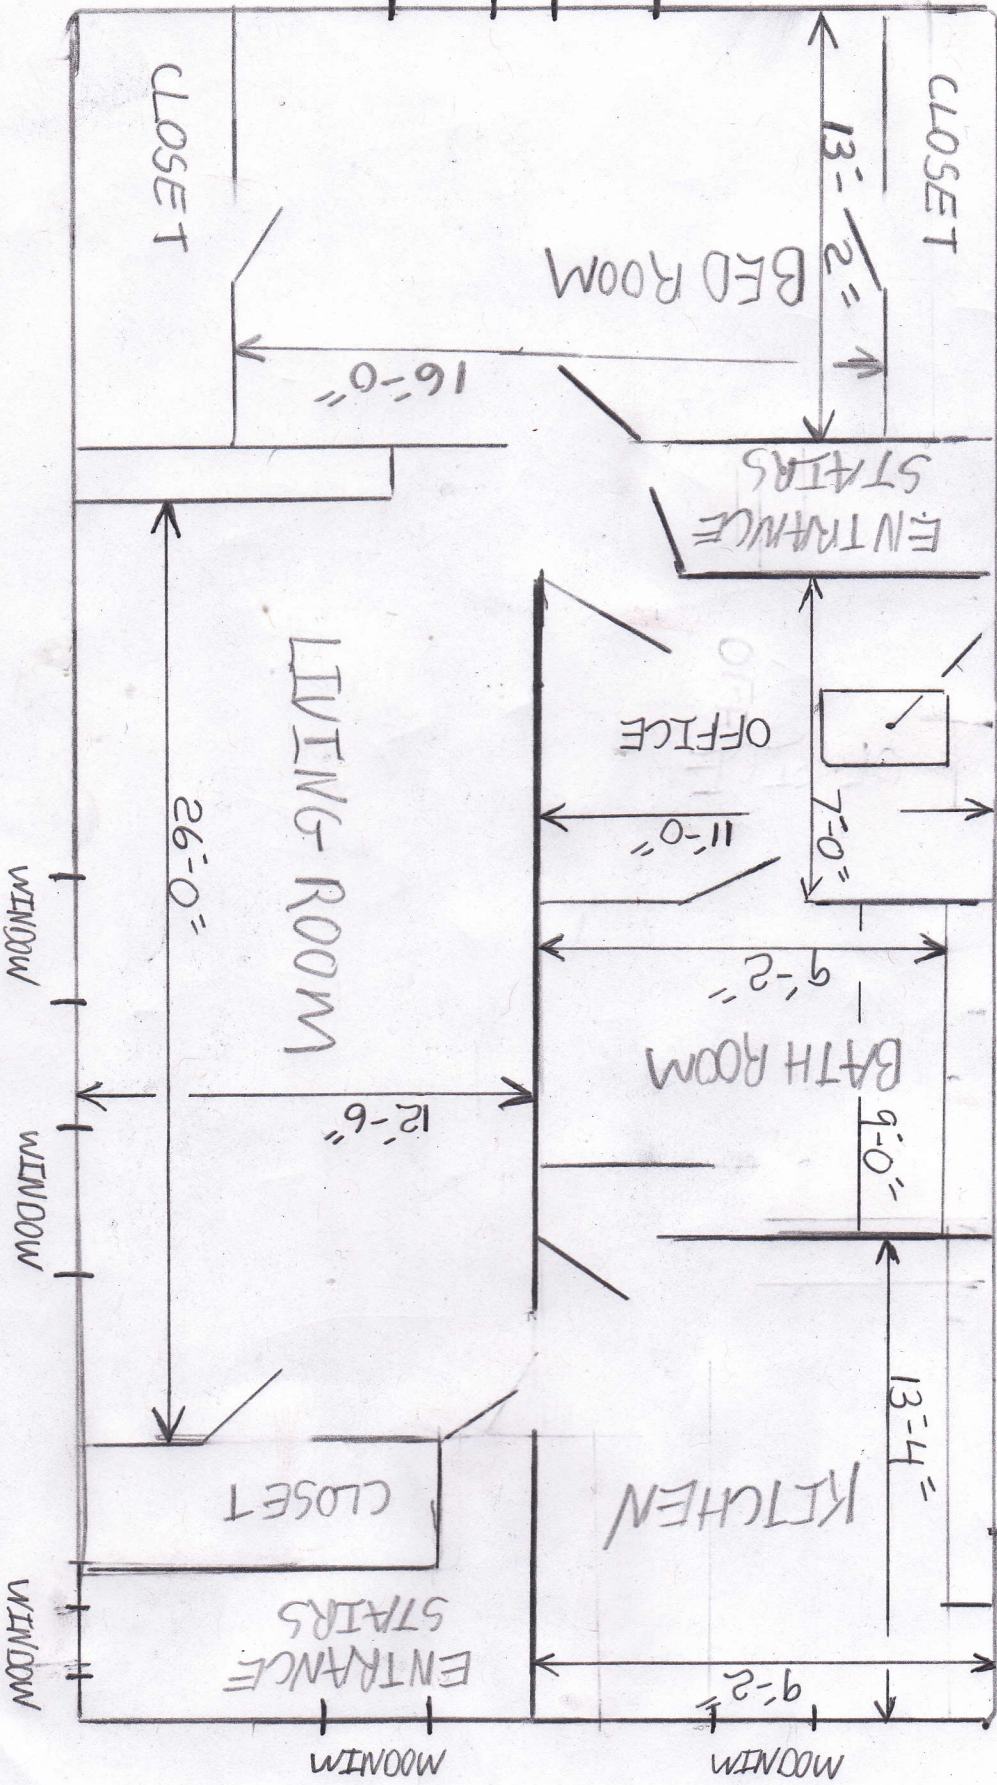 CLOSET
CLOSET
13'-2"
BED ROOM
16'-0"
ENTRANCE
STAIRS
LIVING ROOM
26'-0"
12'-6"
OFFICE
11'-0"
7'-0"
9'-2"
BATH ROOM
9'-0"
13'-4"
KITCHEN
9'-2"
CLOSET
ENTRANCE
STAIRS
WINDOW
WINDOW
WINDOW
WINDOW
WINDOW